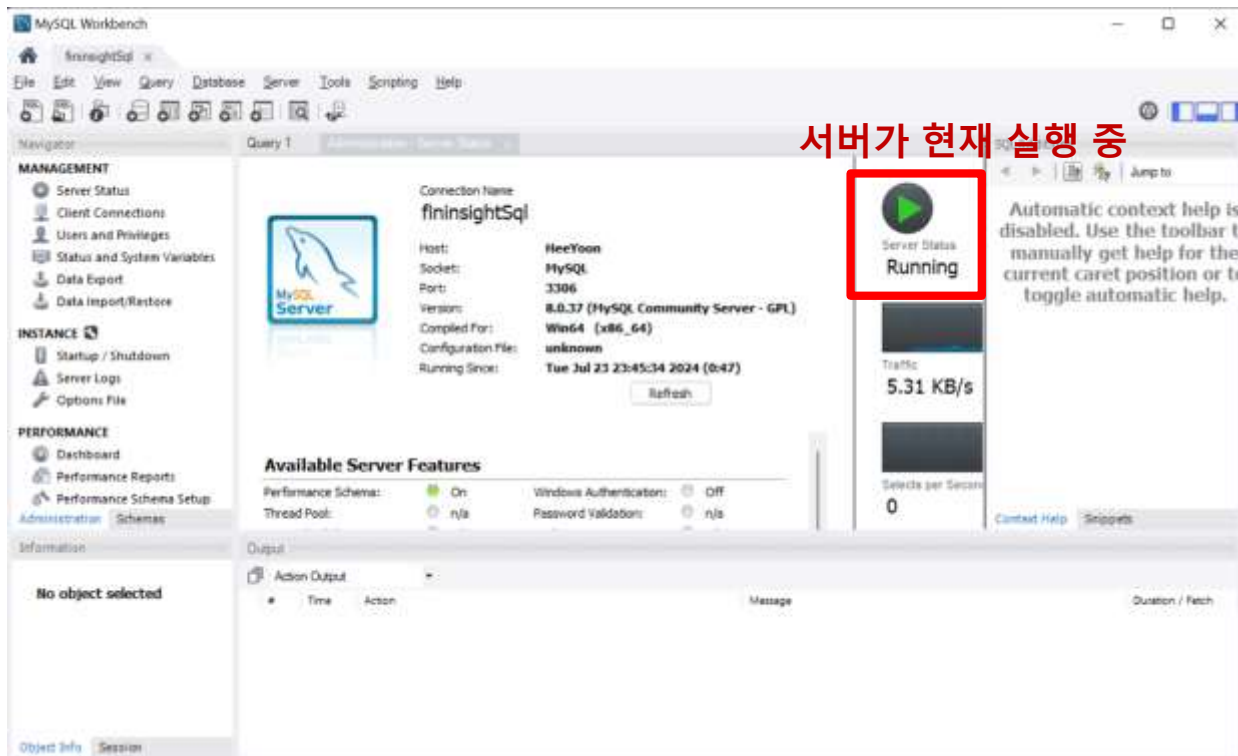 MySQL Workbench
fininsightSql ×
File Edit View Query Database Server Tools Scripting Help
서버가 현재 실행 중
Navigator
Query 1
Administration - Server Status
MANAGEMENT
Server Status
Client Connections
Users and Privileges
Status and System Variables
Data Export
Data Import/Restore
INSTANCE
Startup / Shutdown
Server Logs
Options File
PERFORMANCE
Dashboard
Performance Reports
Performance Schema Setup
Administration Schemas
Connection Name
fininsightSql
Host: HeeYoon
Socket: MySQL
Port: 3306
Version: 8.0.37 (MySQL Community Server - GPL)
Compiled For: Win64 (x86_64)
Configuration File: unknown
Running Since: Tue Jul 23 23:45:34 2024 (0:47)
Refresh
MySQL
Server
Available Server Features
Performance Schema: On Windows Authentication: Off
Thread Pool: n/a Password Validation: n/a
Server Status
Running
Traffic
5.31 KB/s
Selects per Secon
0
Jump to
Automatic context help is
disabled. Use the toolbar t
manually get help for the
current caret position or to
toggle automatic help.
Context Help Snippets
Information
No object selected
Object Info Session
Output
Action Output
# Time Action Message Duration / Fetch